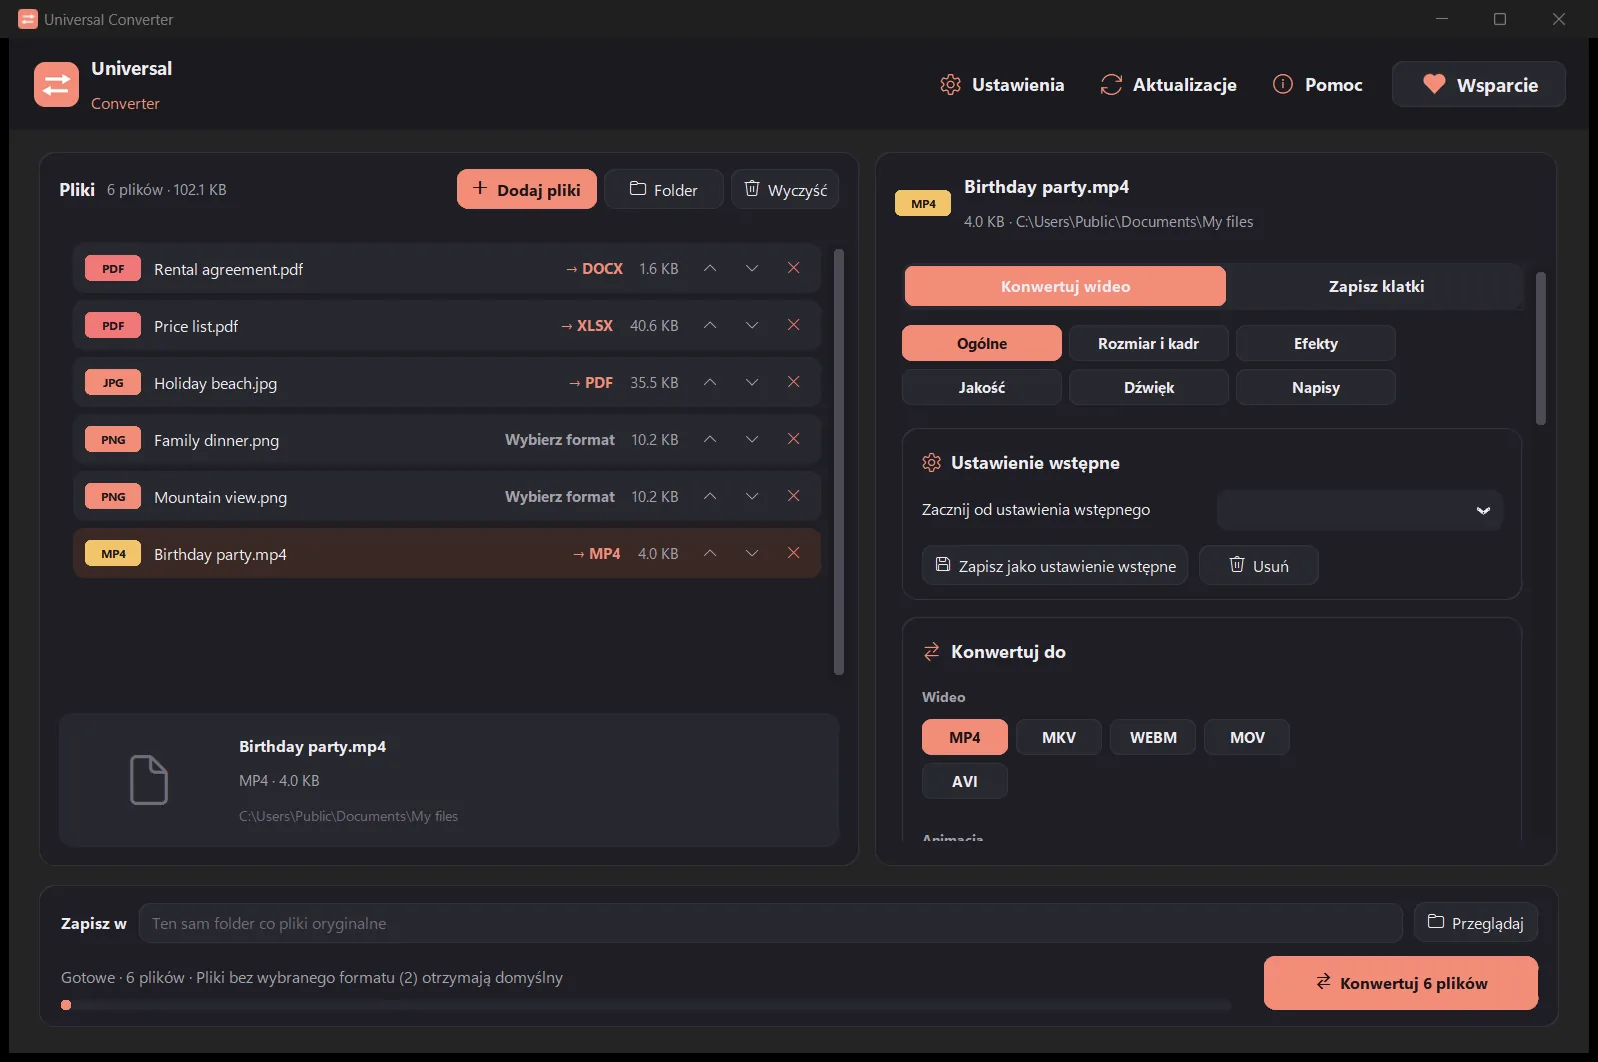 Universal Converter
Universal
Converter
Ustawienia
Aktualizacje
Pomoc
Wsparcie
Pliki 6 plików · 102.1 KB
Dodaj pliki
Folder
Wyczyść
PDF Rental agreement.pdf → DOCX 1.6 KB
PDF Price list.pdf → XLSX 40.6 KB
JPG Holiday beach.jpg → PDF 35.5 KB
PNG Family dinner.png Wybierz format 10.2 KB
PNG Mountain view.png Wybierz format 10.2 KB
MP4 Birthday party.mp4 → MP4 4.0 KB
Birthday party.mp4
MP4 · 4.0 KB
C:\Users\Public\Documents\My files
MP4
Birthday party.mp4
4.0 KB · C:\Users\Public\Documents\My files
Konwertuj wideo
Zapisz klatki
Ogólne
Rozmiar i kadr
Efekty
Jakość
Dźwięk
Napisy
Ustawienie wstępne
Zacznij od ustawienia wstępnego
Zapisz jako ustawienie wstępne
Usuń
Konwertuj do
Wideo
MP4
MKV
WEBM
MOV
AVI
Animacja
Zapisz w
Ten sam folder co pliki oryginalne
Przeglądaj
Gotowe · 6 plików · Pliki bez wybranego formatu (2) otrzymają domyślny
Konwertuj 6 plików